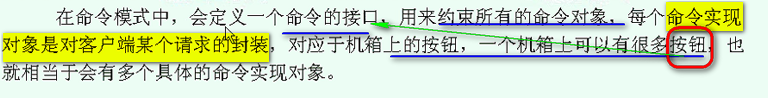 在命令模式中，会定义一个命令的接口，用来约束所有的命令对象，每个命令实现
对象是对客户端某个请求的封装，对应于机箱上的按钮，一个机箱上可以有很多按钮，也
就相当于会有多个具体的命令实现对象。